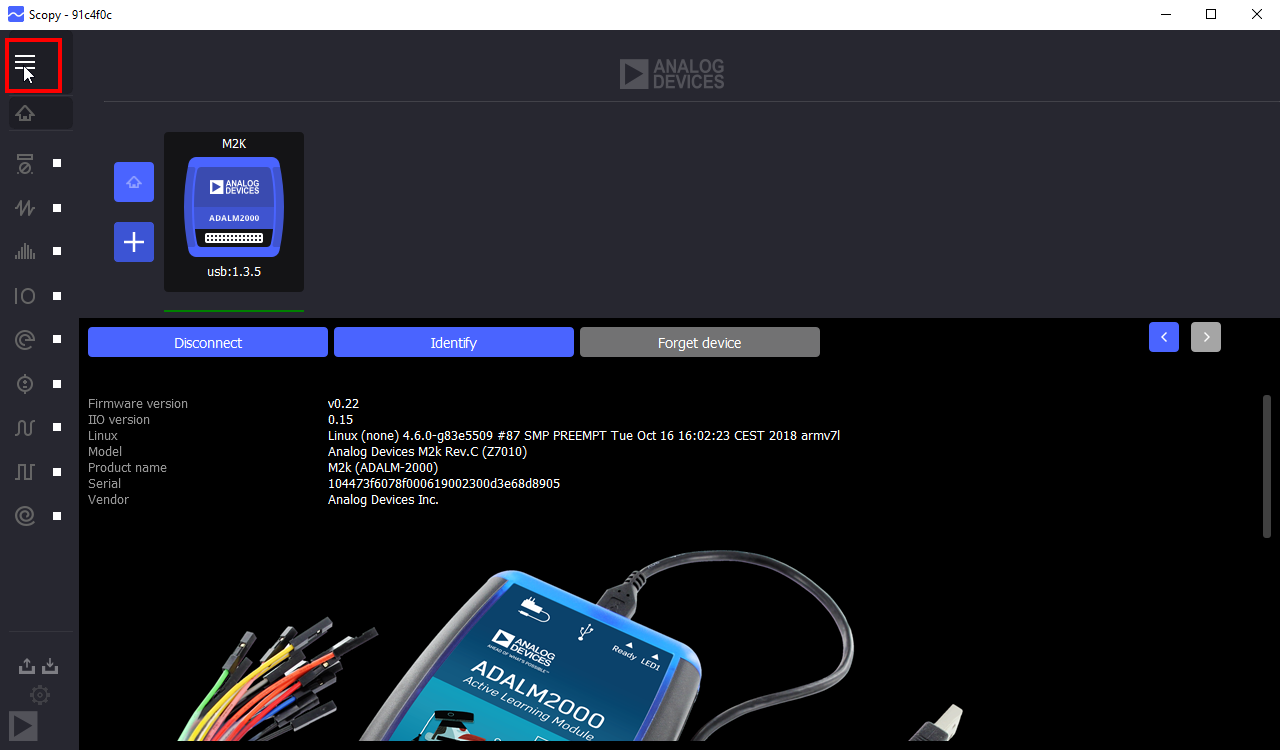 Scopy - 91c4f0c
ANALOG
DEVICES
M2K
ANALOG
DEVICES
ADALM2000
usb:1.3.5
Disconnect
Identify
Forget device
Firmware version v0.22
IIO version 0.15
Linux Linux (none) 4.6.0-g83e5509 #87 SMP PREEMPT Tue Oct 16 16:02:23 CEST 2018 armv7l
Model Analog Devices M2k Rev.C (Z7010)
Product name M2k (ADALM-2000)
Serial 104473f6078f000619002300d3e68d8905
Vendor Analog Devices Inc.
Ready LED1
ANALOG
DEVICES
AHEAD OF WHAT'S POSSIBLE™
ADALM2000
Active Learning Module